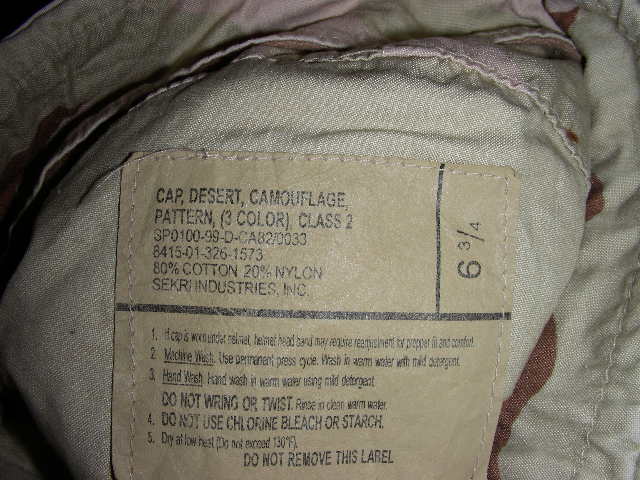 CAP, DESERT, CAMOUFLAGE,
PATTERN, (3 COLOR), CLASS 2
SP0100-99-D-CA82/0033
8415-01-326-1573
80% COTTON 20% NYLON
SEKRI INDUSTRIES, INC.
6 3/4
1. If cap is worn under helmet, helmet head band may require readjustment for propper fit and comfort.
2. Machine Wash. Use permanent press cycle. Wash in warm water with mild detergent.
3. Hand Wash. Hand wash in warm water using mild detergent.
DO NOT WRING OR TWIST. Rinse in clean warm water.
4. DO NOT USE CHLORINE BLEACH OR STARCH.
5. Dry at low heat (Do not exceed 130°F).
DO NOT REMOVE THIS LABEL